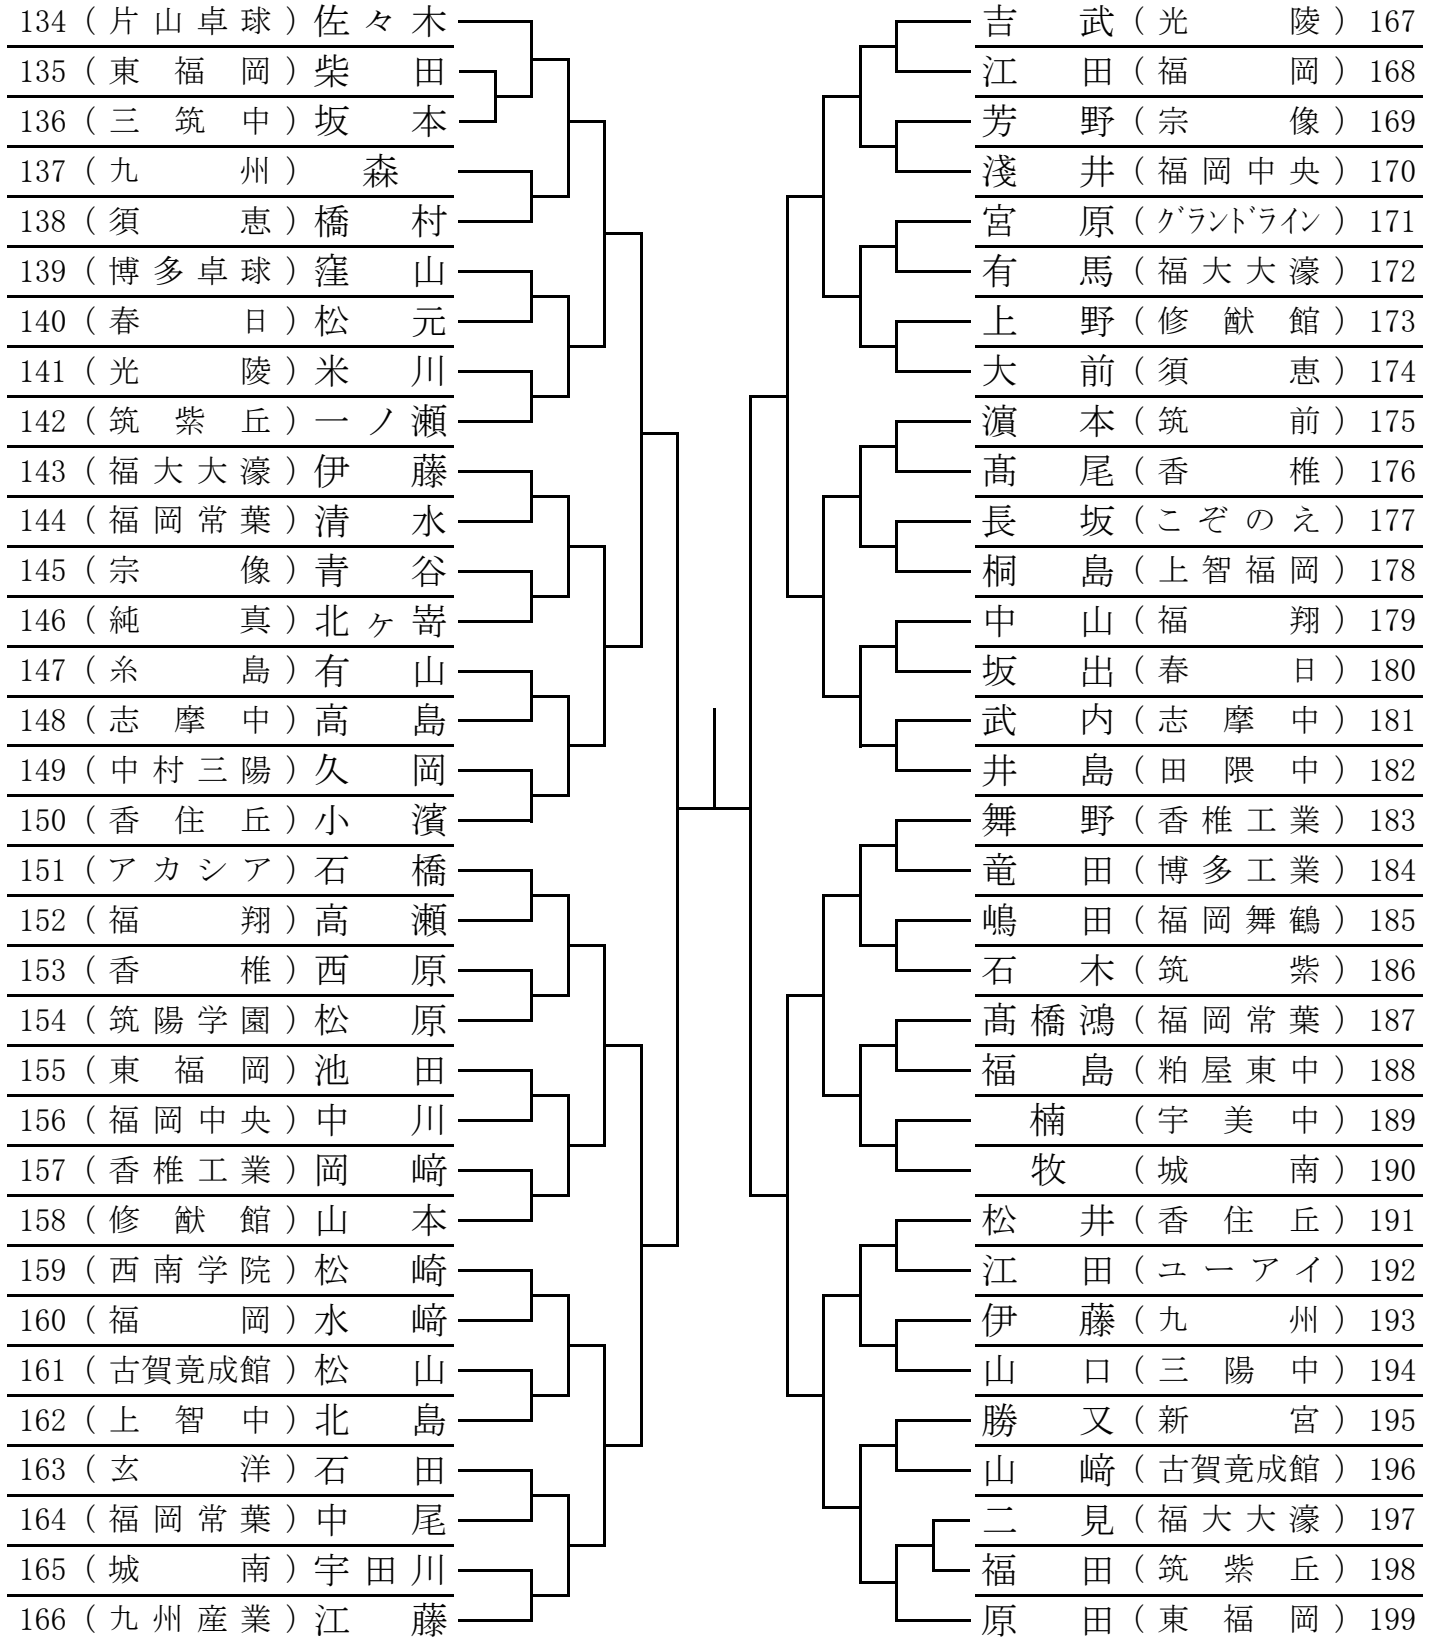 134（片山卓球）佐々木
135（東福岡）柴田
136（三筑中）坂本
137（九州）森
138（須恵）橋村
139（博多卓球）窪山
140（春日）松元
141（光陵）米川
142（筑紫丘）一ノ瀬
143（福大大濠）伊藤
144（福岡常葉）清水
145（宗像）青谷
146（純真）北ヶ嵜
147（糸島）有山
148（志摩中）高島
149（中村三陽）久岡
150（香住丘）小濱
151（アカシア）石橋
152（福翔）高瀬
153（香椎）西原
154（筑陽学園）松原
155（東福岡）池田
156（福岡中央）中川
157（香椎工業）岡﨑
158（修猷館）山本
159（西南学院）松崎
160（福岡）水﨑
161（古賀竟成館）松山
162（上智中）北島
163（玄洋）石田
164（福岡常葉）中尾
165（城南）宇田川
166（九州産業）江藤
吉武（光陵）167
江田（福岡）168
芳野（宗像）169
淺井（福岡中央）170
宮原（グランドライン）171
有馬（福大大濠）172
上野（修猷館）173
大前（須恵）174
濵本（筑前）175
髙尾（香椎）176
長坂（こぞのえ）177
桐島（上智福岡）178
中山（福翔）179
坂出（春日）180
武内（志摩中）181
井島（田隈中）182
舞野（香椎工業）183
竜田（博多工業）184
嶋田（福岡舞鶴）185
石木（筑紫）186
髙橋鴻（福岡常葉）187
福島（粕屋東中）188
楠（宇美中）189
牧（城南）190
松井（香住丘）191
江田（ユーアイ）192
伊藤（九州）193
山口（三陽中）194
勝又（新宮）195
山﨑（古賀竟成館）196
二見（福大大濠）197
福田（筑紫丘）198
原田（東福岡）199